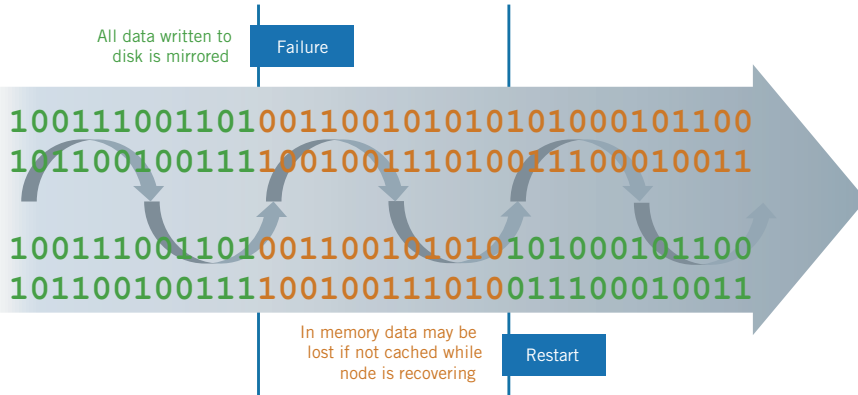 All data written to
disk is mirrored
Failure
100111001101001100101010101000101100
101100100111100100111010011100010011
100111001101001100101010101000101100
101100100111100100111010011100010011
In memory data may be
lost if not cached while
node is recovering
Restart